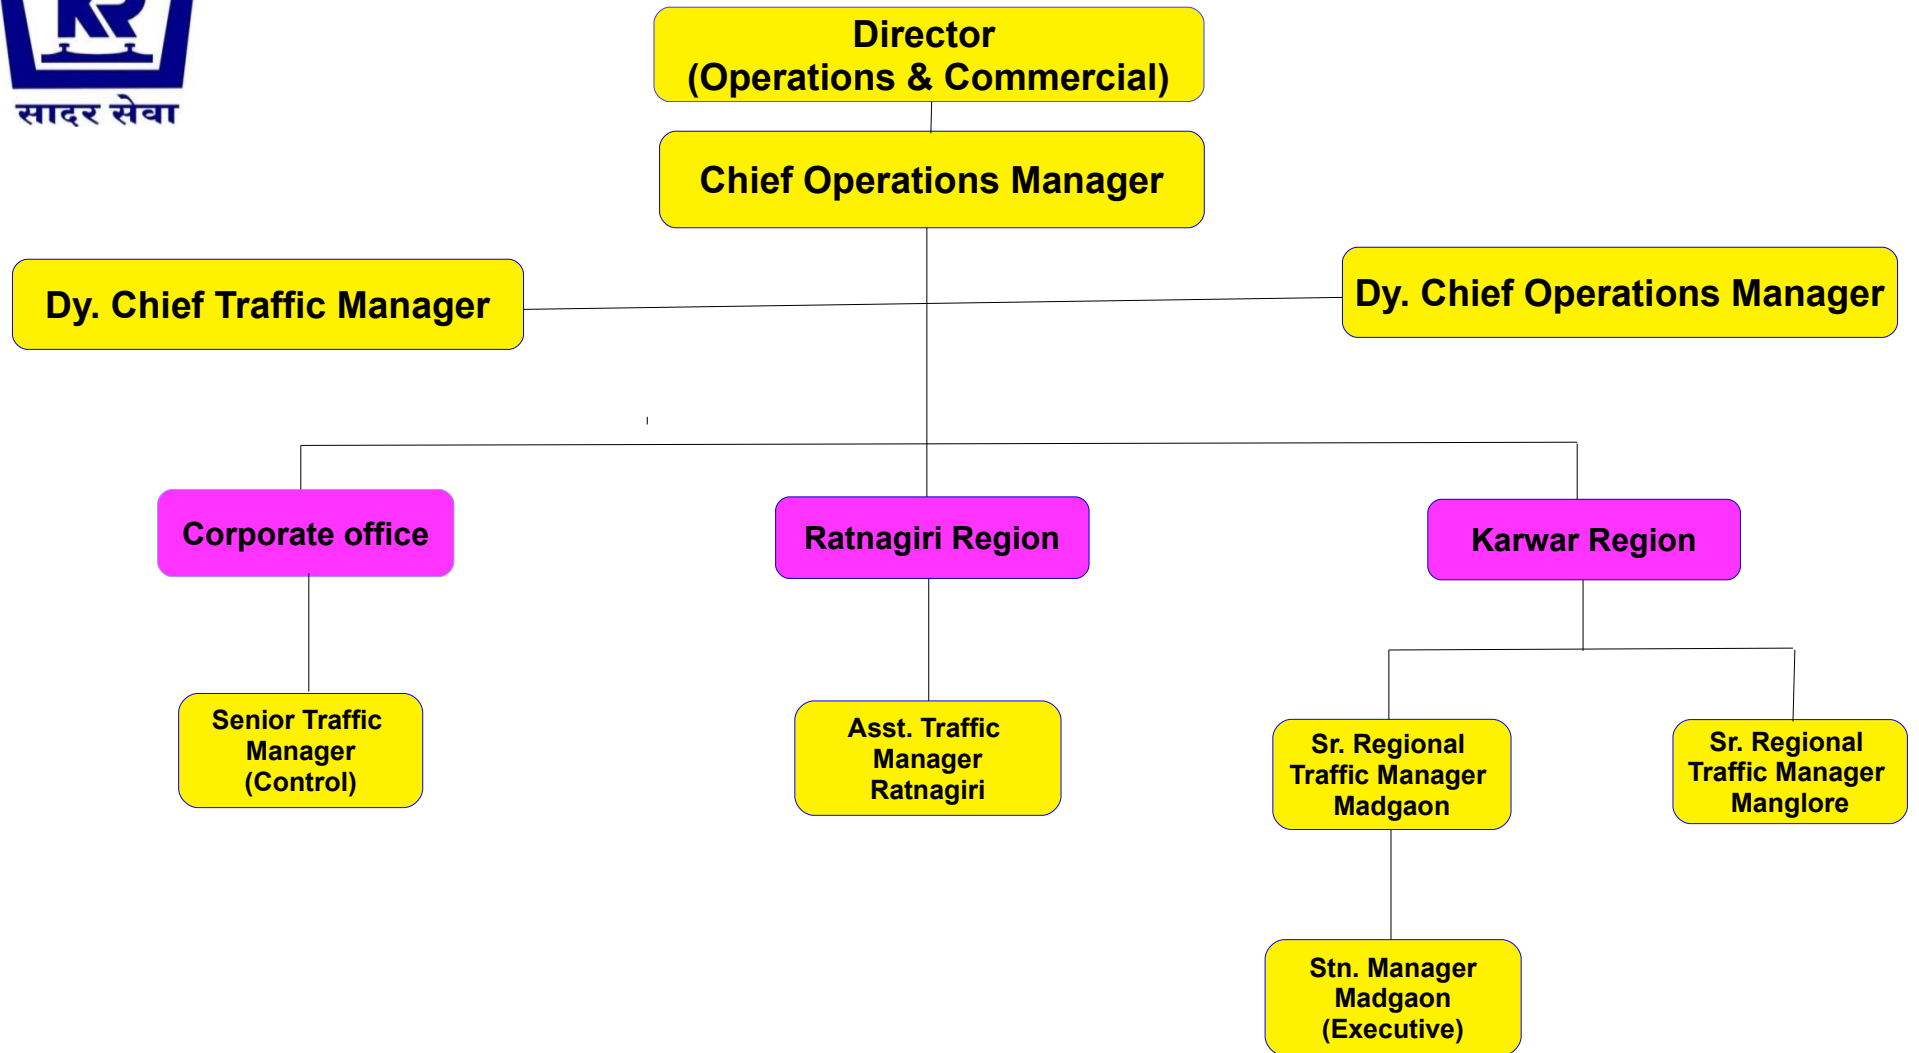 KR
सादर सेवा
Director
(Operations & Commercial)
Chief Operations Manager
Dy. Chief Traffic Manager
Dy. Chief Operations Manager
Corporate office
Ratnagiri Region
Karwar Region
Senior Traffic
Manager
(Control)
Asst. Traffic
Manager
Ratnagiri
Sr. Regional
Traffic Manager
Madgaon
Sr. Regional
Traffic Manager
Manglore
Stn. Manager
Madgaon
(Executive)